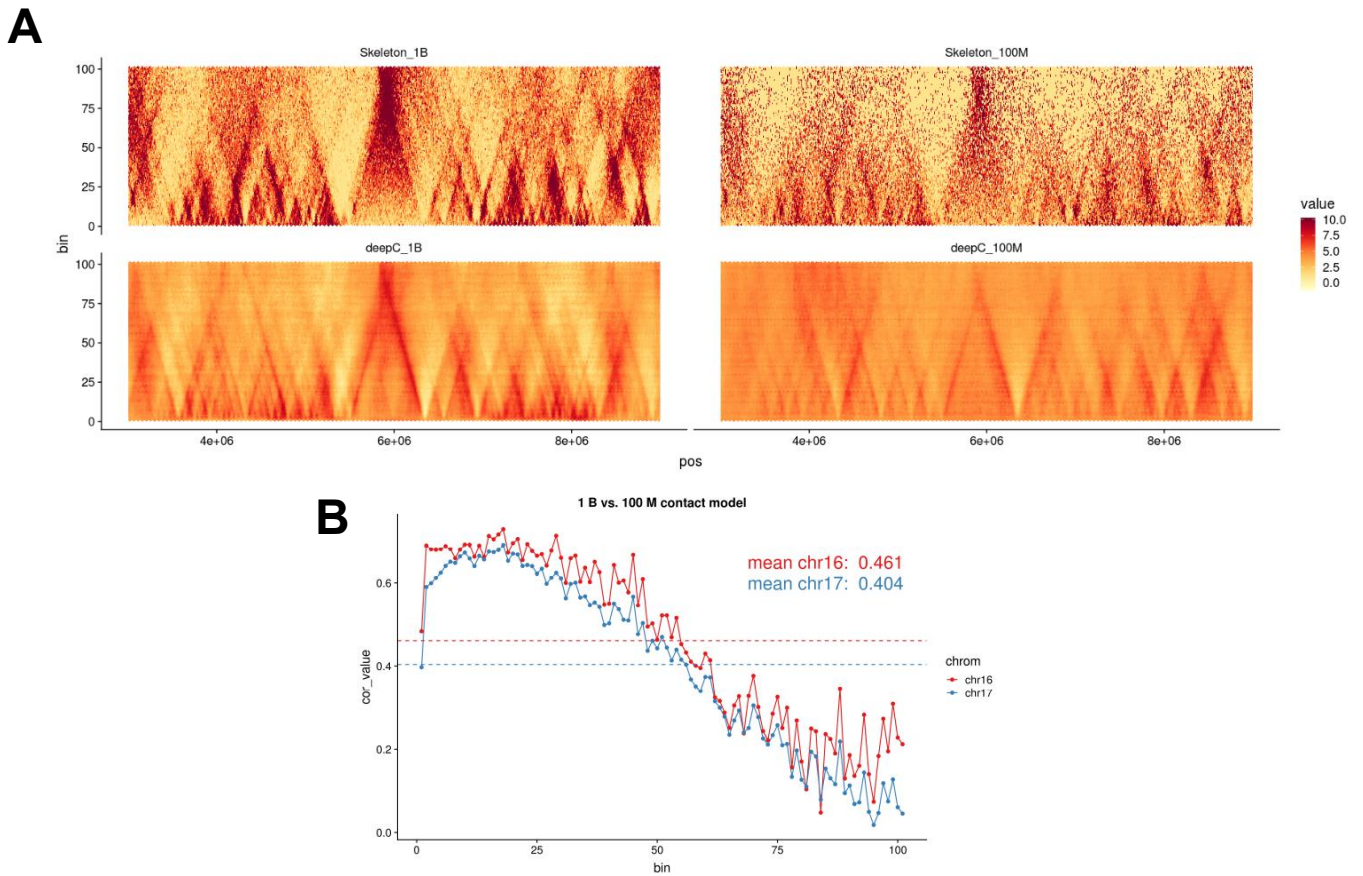 A
Skeleton_1B
Skeleton_100M
100
75
50
25
0
bin
deepC_1B
deepC_100M
100
75
50
25
0
4e+06
6e+06
8e+06
4e+06
6e+06
8e+06
pos
value
10.0
7.5
5.0
2.5
0.0
B
1 B vs. 100 M contact model
mean chr16: 0.461
mean chr17: 0.404
0.6
0.4
0.2
0.0
cor_value
0
25
50
75
100
bin
chrom
chr16
chr17